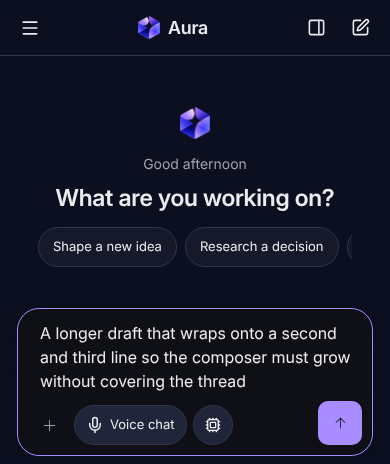 Aura
Good afternoon
What are you working on?
Shape a new idea
Research a decision
A longer draft that wraps onto a second
and third line so the composer must grow
without covering the thread
Voice chat